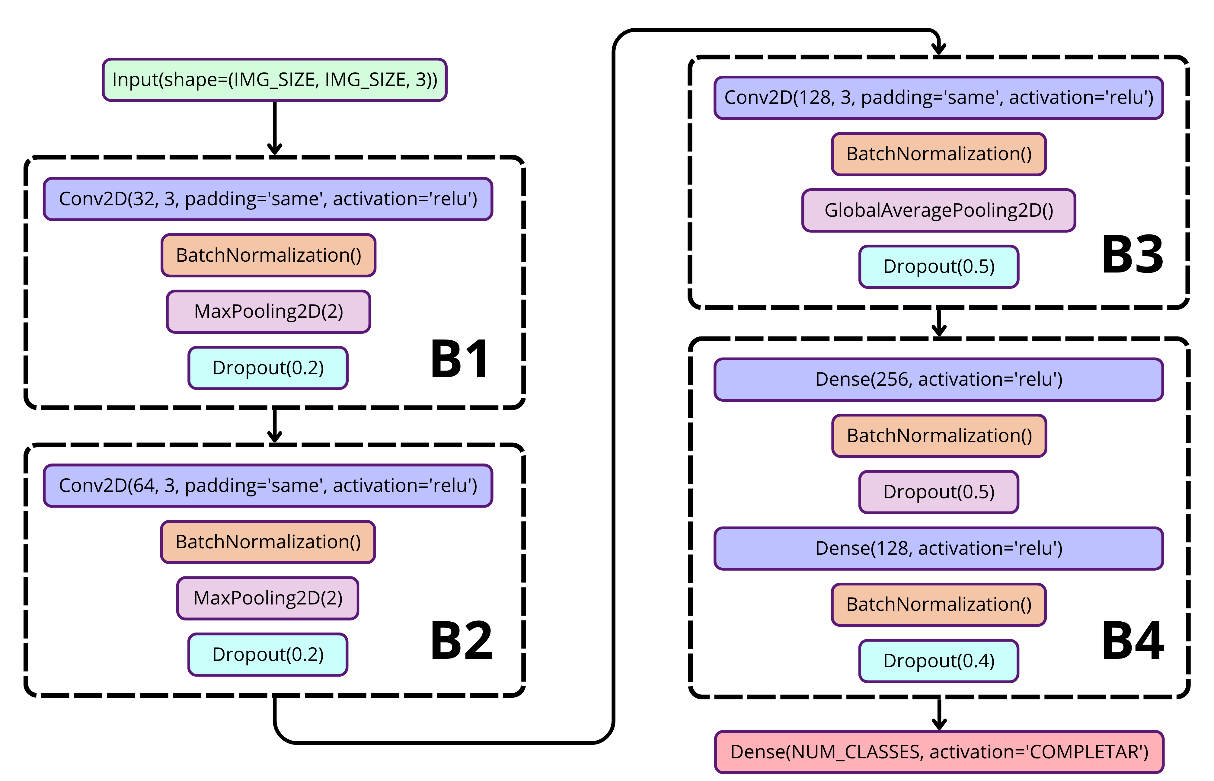 Input(shape=(IMG_SIZE, IMG_SIZE, 3))
Conv2D(32, 3, padding='same', activation='relu')
BatchNormalization()
MaxPooling2D(2)
Dropout(0.2)
B1
Conv2D(64, 3, padding='same', activation='relu')
BatchNormalization()
MaxPooling2D(2)
Dropout(0.2)
B2
Conv2D(128, 3, padding='same', activation='relu')
BatchNormalization()
GlobalAveragePooling2D()
Dropout(0.5)
B3
Dense(256, activation='relu')
BatchNormalization()
Dropout(0.5)
Dense(128, activation='relu')
BatchNormalization()
Dropout(0.4)
B4
Dense(NUM_CLASSES, activation='COMPLETAR')